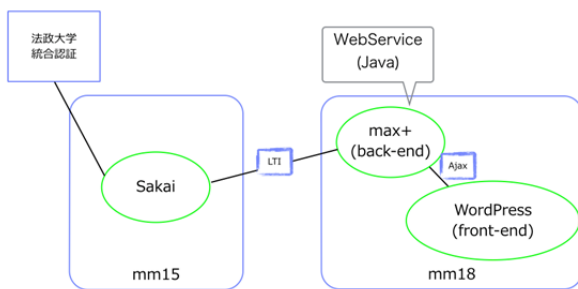 法政大学
統合認証
WebService
(Java)
max+
(back-end)
LTI
Ajax
Sakai
WordPress
(front-end)
mm15
mm18